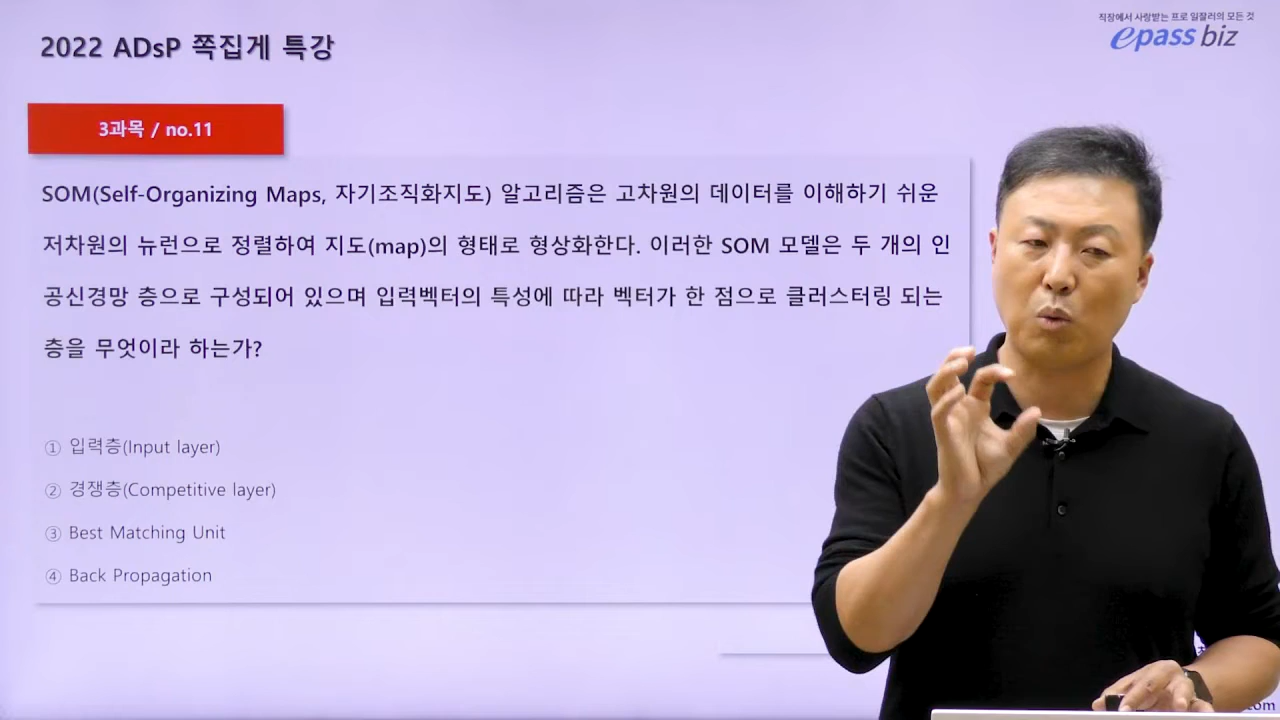 직장에서 사랑받는 프로 일잘러의 모든 것
epass biz
2022 ADsP 쪽집게 특강
3과목 / no.11
SOM(Self-Organizing Maps, 자기조직화지도) 알고리즘은 고차원의 데이터를 이해하기 쉬운
저차원의 뉴런으로 정렬하여 지도(map)의 형태로 형상화한다. 이러한 SOM 모델은 두 개의 인
공신경망 층으로 구성되어 있으며 입력벡터의 특성에 따라 벡터가 한 점으로 클러스터링 되는
층을 무엇이라 하는가?
① 입력층(Input layer)
② 경쟁층(Competitive layer)
③ Best Matching Unit
④ Back Propagation
com